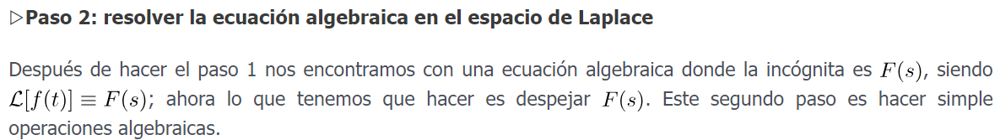 ▷Paso 2: resolver la ecuación algebraica en el espacio de Laplace
Después de hacer el paso 1 nos encontramos con una ecuación algebraica donde la incógnita es F(s), siendo
ℒ[f(t)] ≡ F(s); ahora lo que tenemos que hacer es despejar F(s). Este segundo paso es hacer simple
operaciones algebraicas.